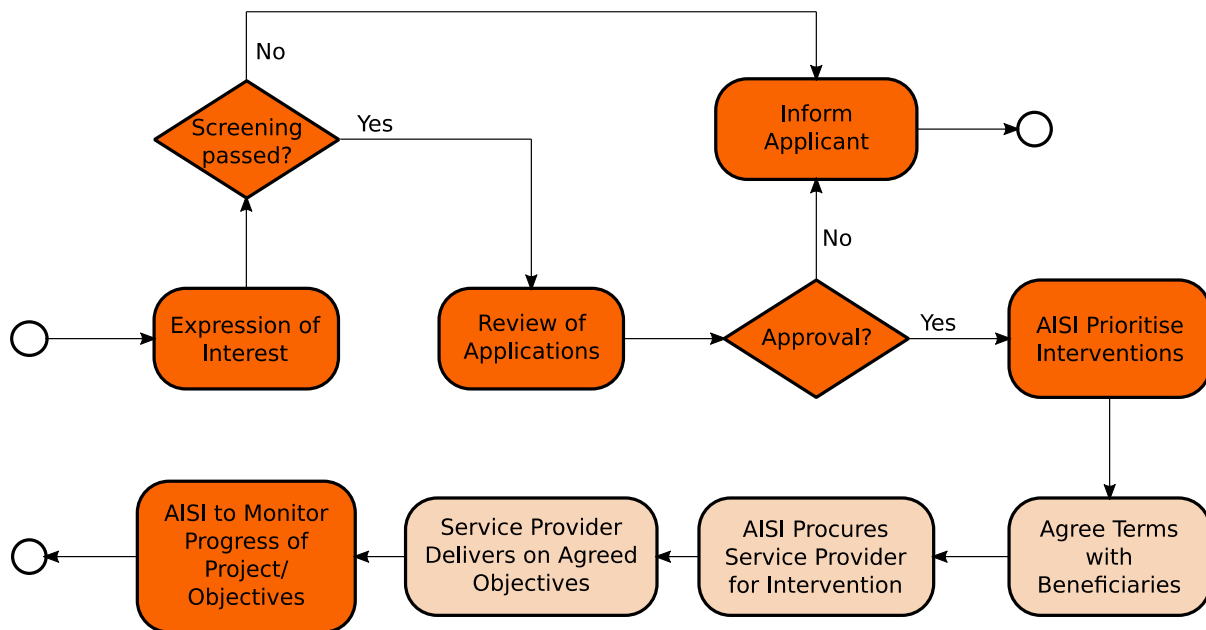 No
Screening
passed?
Yes
Inform
Applicant
No
Expression of
Interest
Review of
Applications
Approval?
Yes
AISI Prioritise
Interventions
AISI to Monitor
Progress of
Project/
Objectives
Service Provider
Delivers on Agreed
Objectives
AISI Procures
Service Provider
for Intervention
Agree Terms
with
Beneficiaries